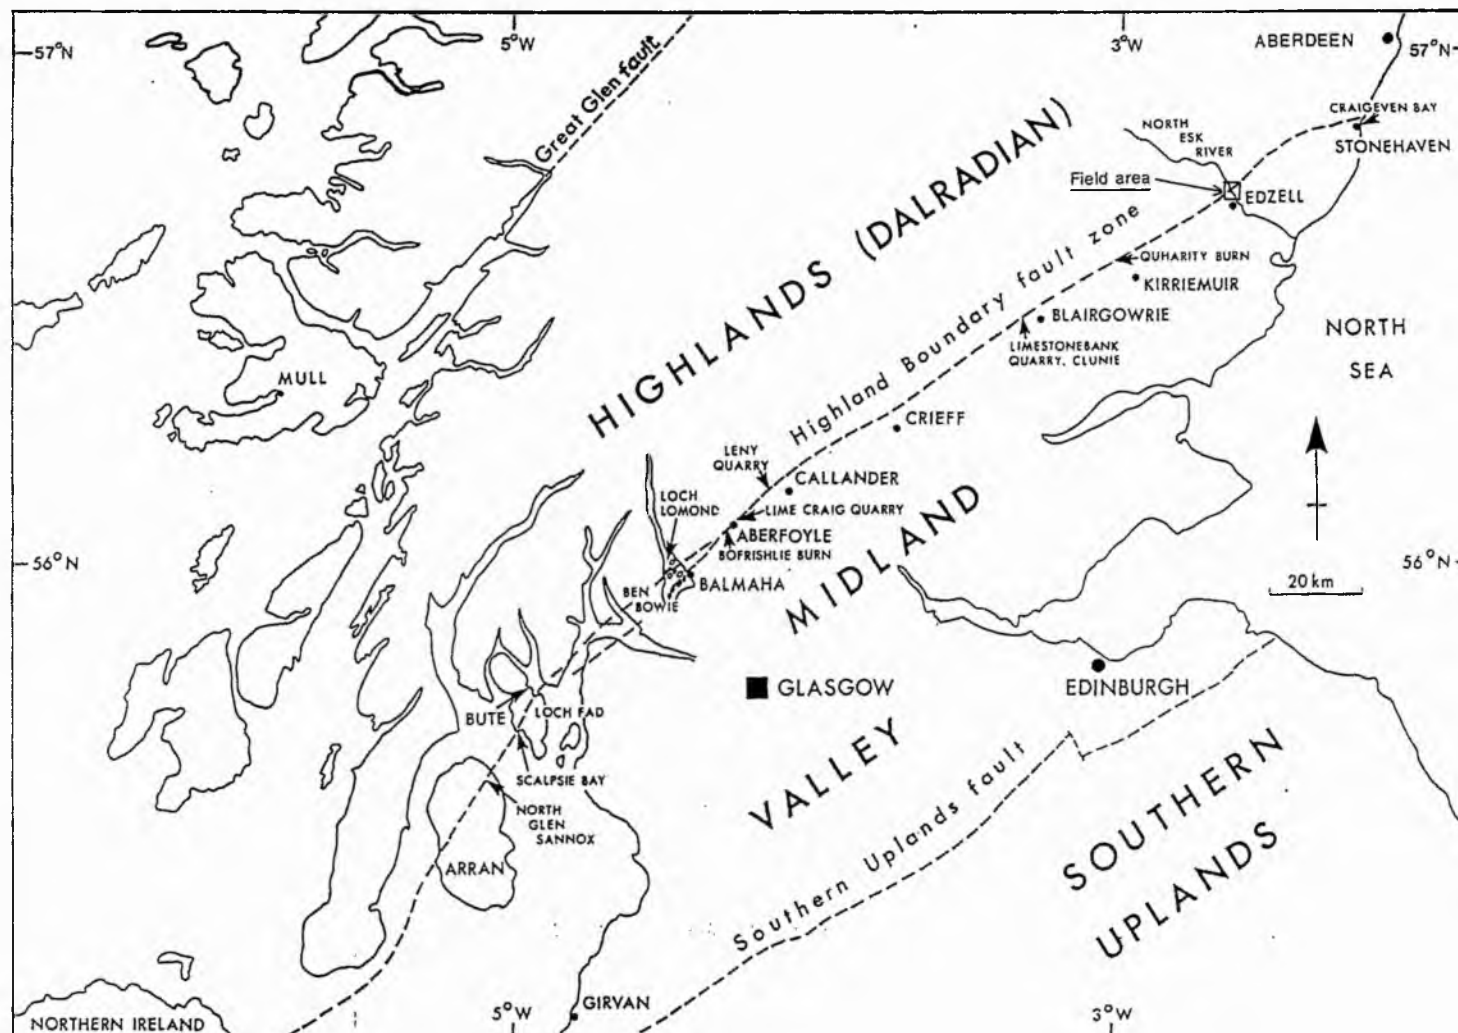 5°W
3°W
ABERDEEN
57°N
57°N
Great Glen fault
CRAIGEVEN BAY
NORTH
ESK
RIVER
STONEHAVEN
Field area
EDZELL
HIGHLANDS (DALRADIAN)
Highland Boundary fault zone
QUHARITY BURN
KIRRIEMUIR
BLAIRGOWRIE
LIMESTONEBANK
QUARRY, CLUNIE
NORTH
SEA
MULL
CRIEFF
LENY
QUARRY
CALLANDER
LOCH
LOMOND
LIME CRAIG QUARRY
ABERFOYLE
BOFRISHLIE BURN
56°N
56°N
BALMAHA
BEN
BOWIE
20 km
MIDLAND
VALLEY
GLASGOW
EDINBURGH
BUTE
LOCH FAD
SCALPSIE BAY
NORTH
GLEN
SANNOX
ARRAN
Southern Uplands fault
SOUTHERN
UPLANDS
GIRVAN
5°W
3°W
NORTHERN IRELAND